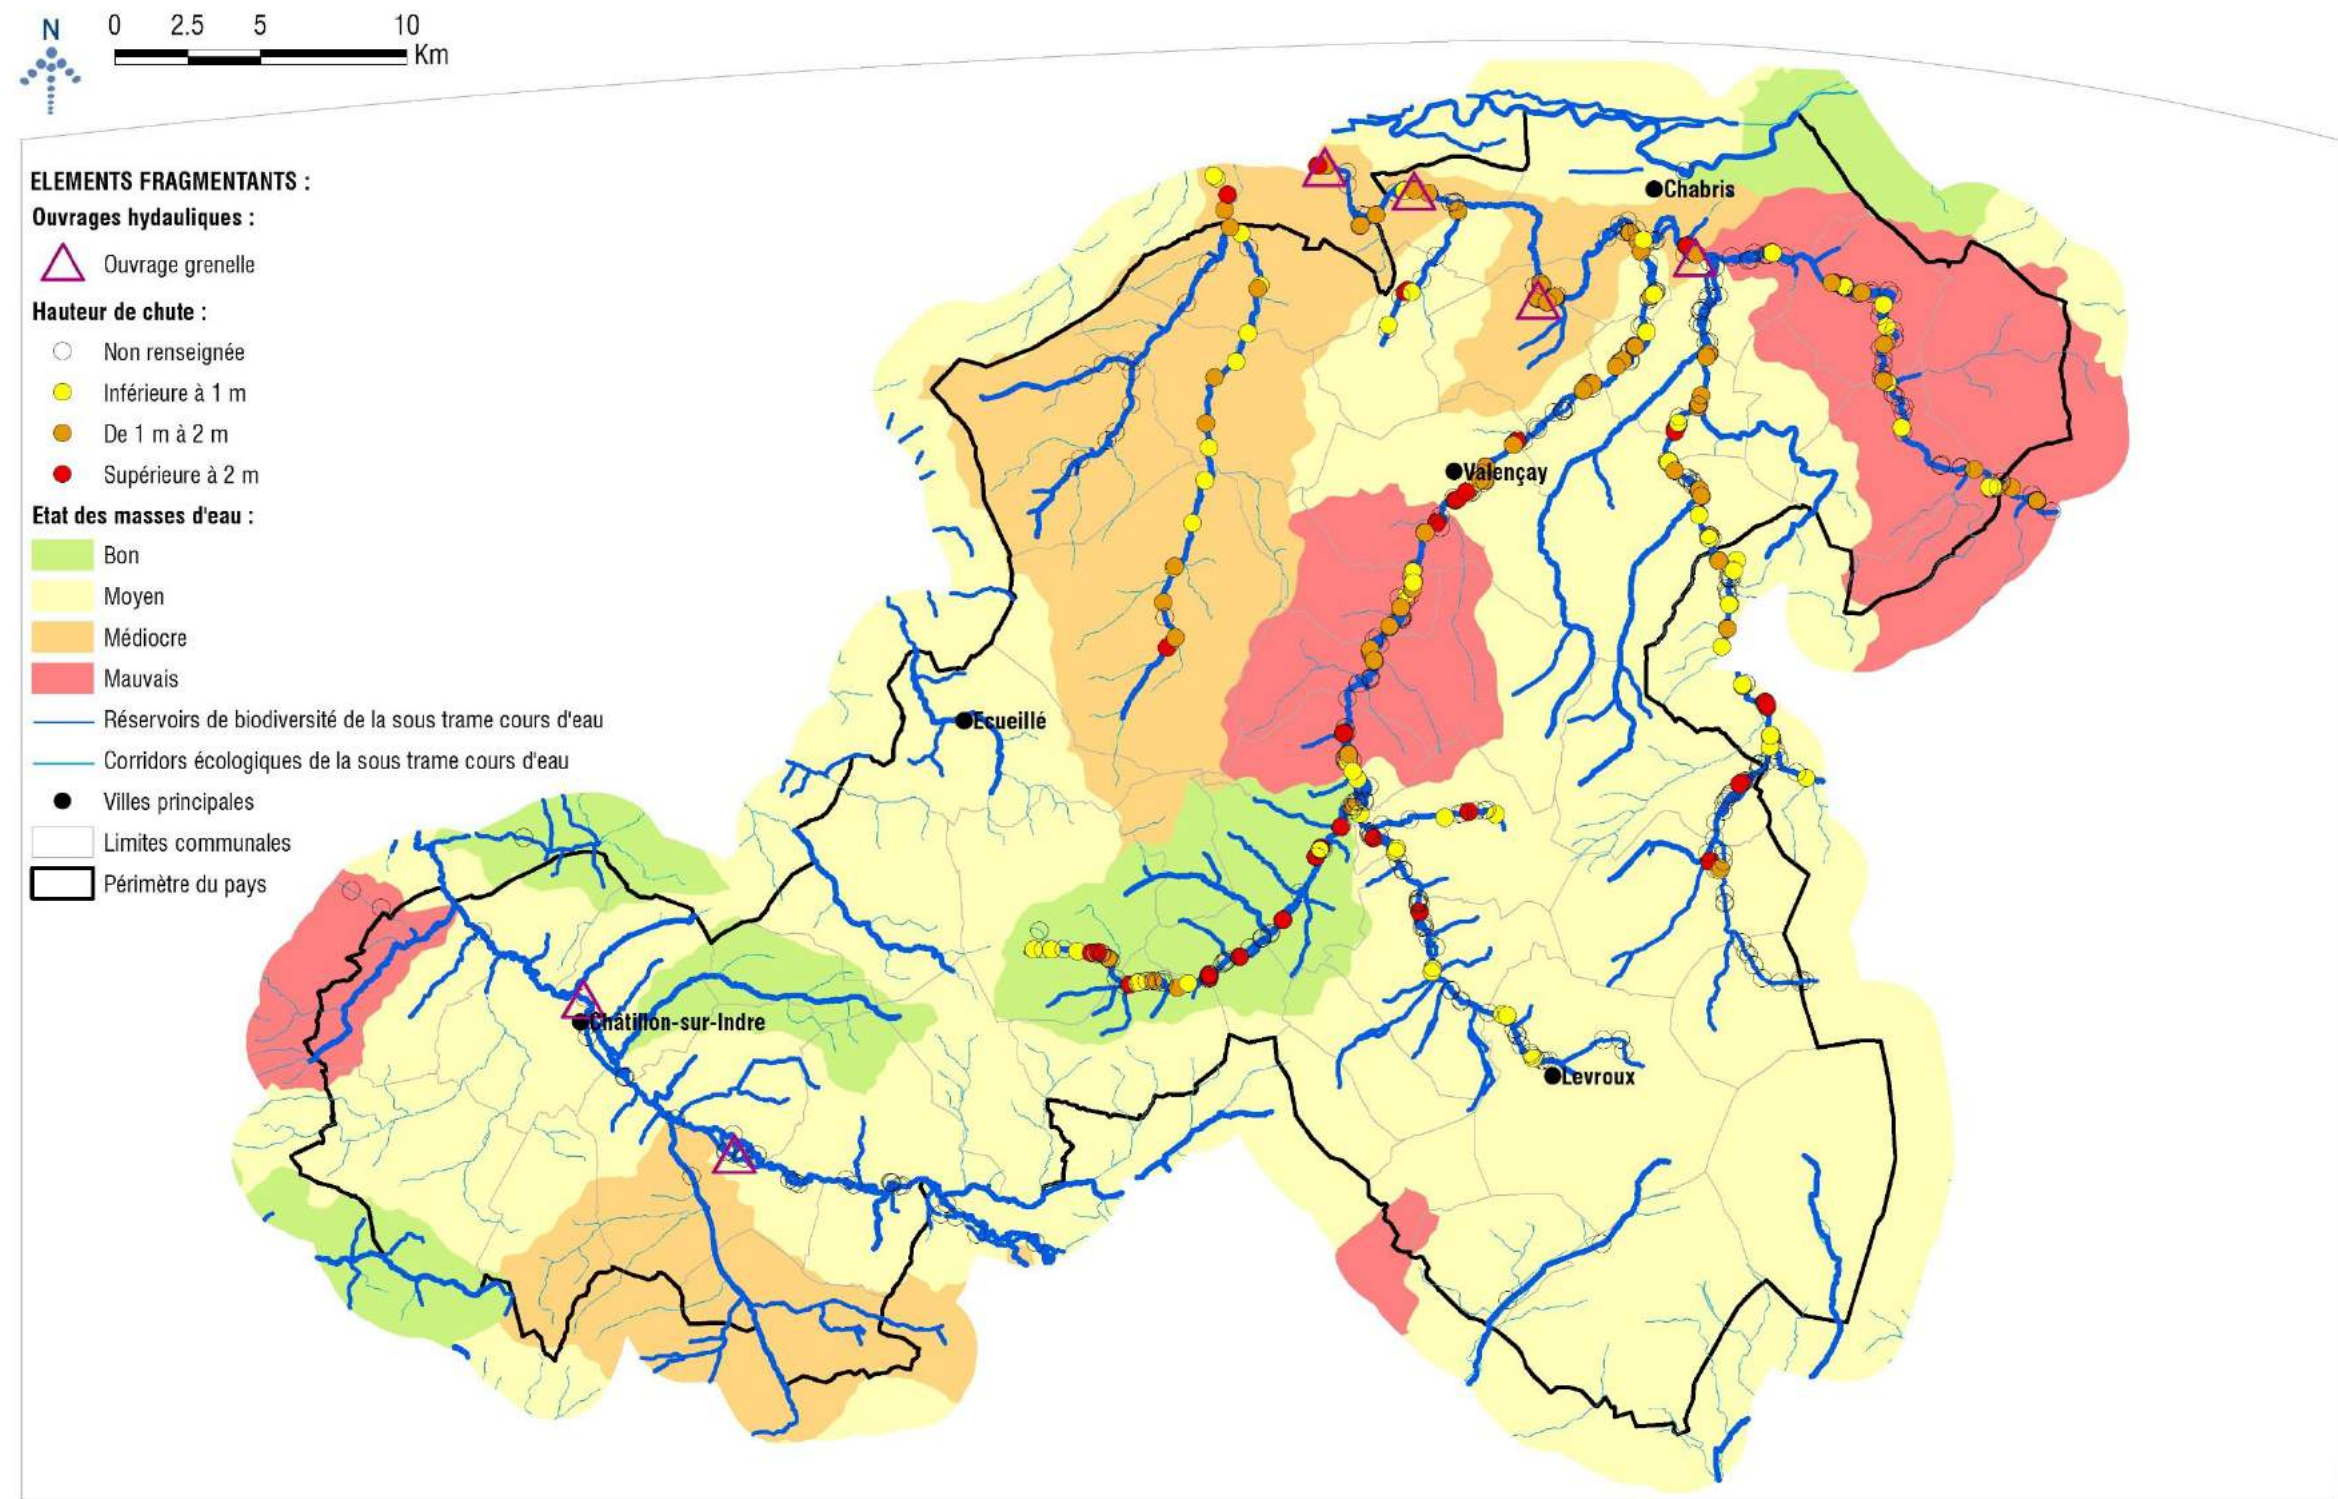 N
0 2.5 5 10
Km
ELEMENTS FRAGMENTANTS :
Ouvrages hydauliques :
Ouvrage grenelle
Hauteur de chute :
Non renseignée
Inférieure à 1 m
De 1 m à 2 m
Supérieure à 2 m
Etat des masses d'eau :
Bon
Moyen
Médiocre
Mauvais
Réservoirs de biodiversité de la sous trame cours d'eau
Corridors écologiques de la sous trame cours d'eau
Villes principales
Limites communales
Périmètre du pays
Chabris
Valençay
Ecueillé
Châtillon-sur-Indre
Levroux